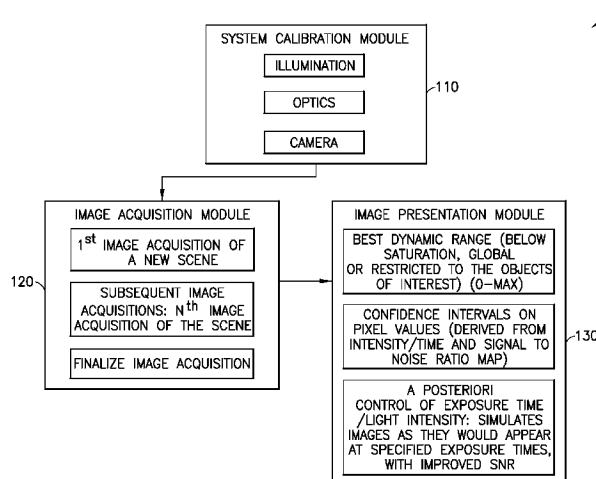 SYSTEM CALIBRATION MODULE
ILLUMINATION
OPTICS
CAMERA
110
IMAGE ACQUISITION MODULE
1st IMAGE ACQUISITION OF
A NEW SCENE
SUBSEQUENT IMAGE
ACQUISITIONS: Nth IMAGE
ACQUISITION OF THE SCENE
FINALIZE IMAGE ACQUISITION
120
IMAGE PRESENTATION MODULE
BEST DYNAMIC RANGE (BELOW
SATURATION, GLOBAL
OR RESTRICTED TO THE OBJECTS
OF INTEREST) (0-MAX)
CONFIDENCE INTERVALS ON
PIXEL VALUES (DERIVED FROM
INTENSITY/TIME AND SIGNAL TO
NOISE RATIO MAP)
A POSTERIORI
CONTROL OF EXPOSURE TIME
/LIGHT INTENSITY: SIMULATES
IMAGES AS THEY WOULD APPEAR
AT SPECIFIED EXPOSURE TIMES,
WITH IMPROVED SNR
130